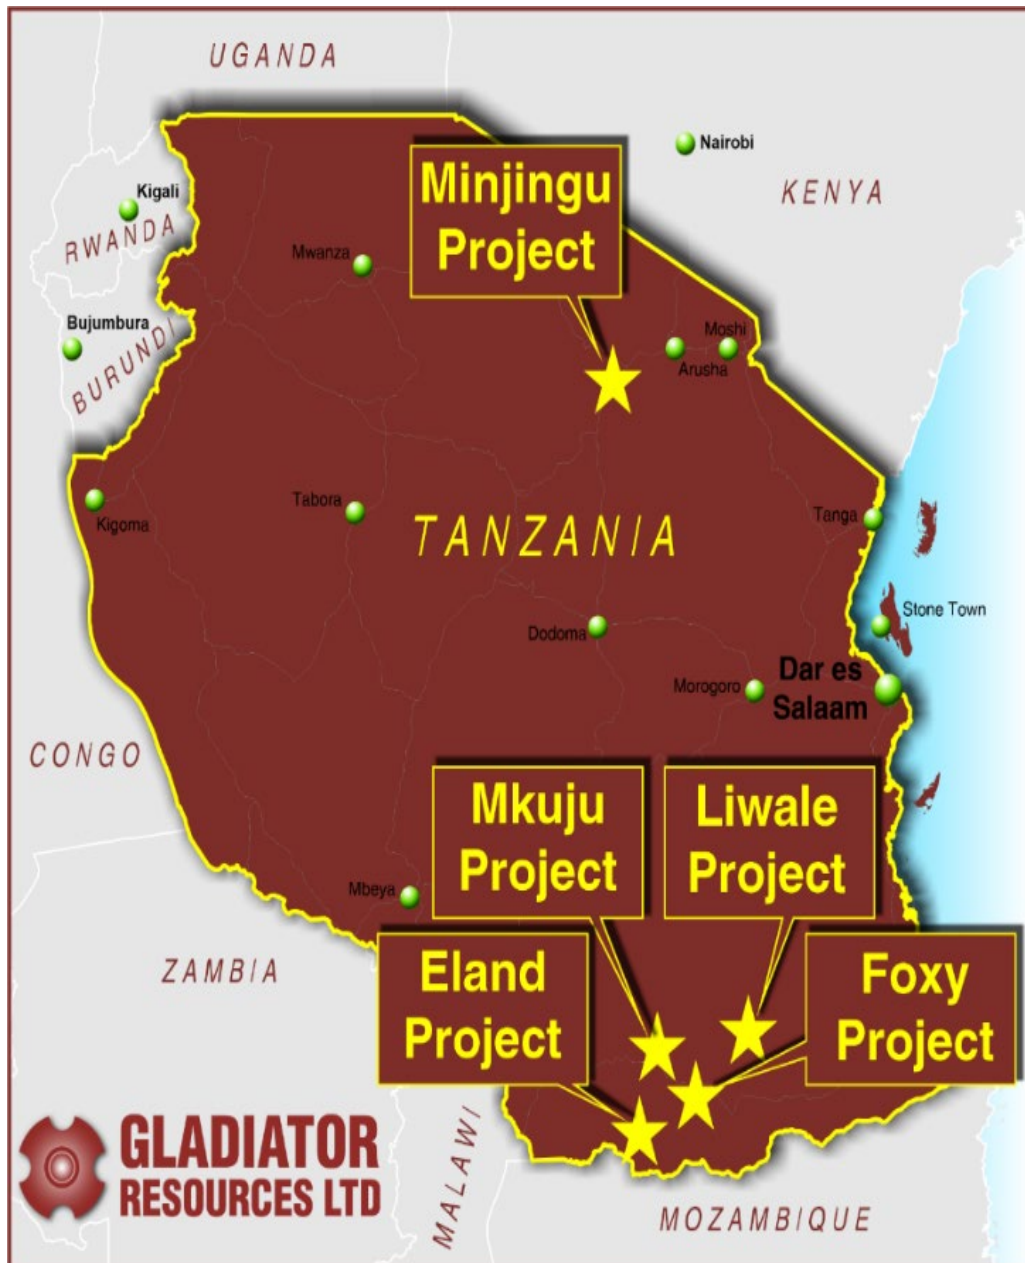 UGANDA
Nairobi
Minjingu
Project
KENYA
Kigali
RWANDA
Mwanza
Bujumbura
BURUNDI
Moshi
Arusha
Kigoma
Tabora
TANZANIA
Tanga
Stone Town
Dodoma
Morogoro
Dar es
Salaam
CONGO
Mkuju
Project
Liwale
Project
Mbeya
ZAMBIA
Eland
Project
Foxy
Project
GLADIATOR
RESOURCES LTD
MALAWI
MOZAMBIQUE